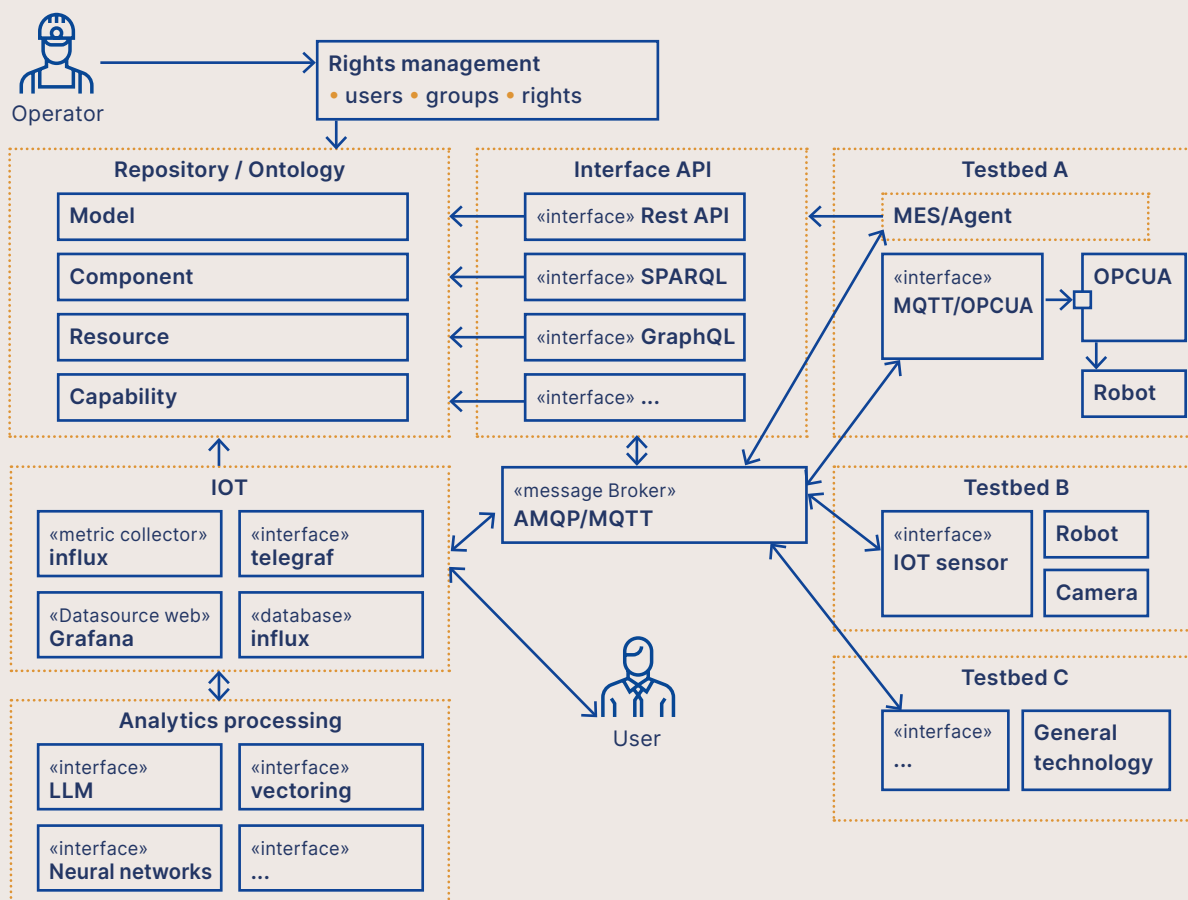 Operator
Rights management
• users • groups • rights
Repository / Ontology
Model
Component
Resource
Capability
Interface API
«interface» Rest API
«interface» SPARQL
«interface» GraphQL
«interface» ...
Testbed A
MES/Agent
«interface»
MQTT/OPCUA
OPCUA
Robot
IOT
«metric collector»
influx
«interface»
telegraf
«Datasource web»
Grafana
«database»
influx
«message Broker»
AMQP/MQTT
Testbed B
«interface»
IOT sensor
Robot
Camera
User
Testbed C
«interface»
...
General
technology
Analytics processing
«interface»
LLM
«interface»
vectoring
«interface»
Neural networks
«interface»
...